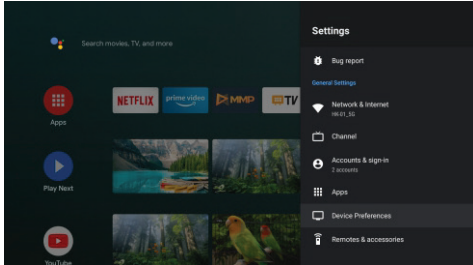 Settings
Search movies, TV, and more
Bug report
General Settings
NETFLIX
prime video
MMP
TV
Network & Internet
HK-01_5G
Apps
Channel
Accounts & sign-in
2 accounts
Apps
Play Next
Device Preferences
Remotes & accessories
YouTube